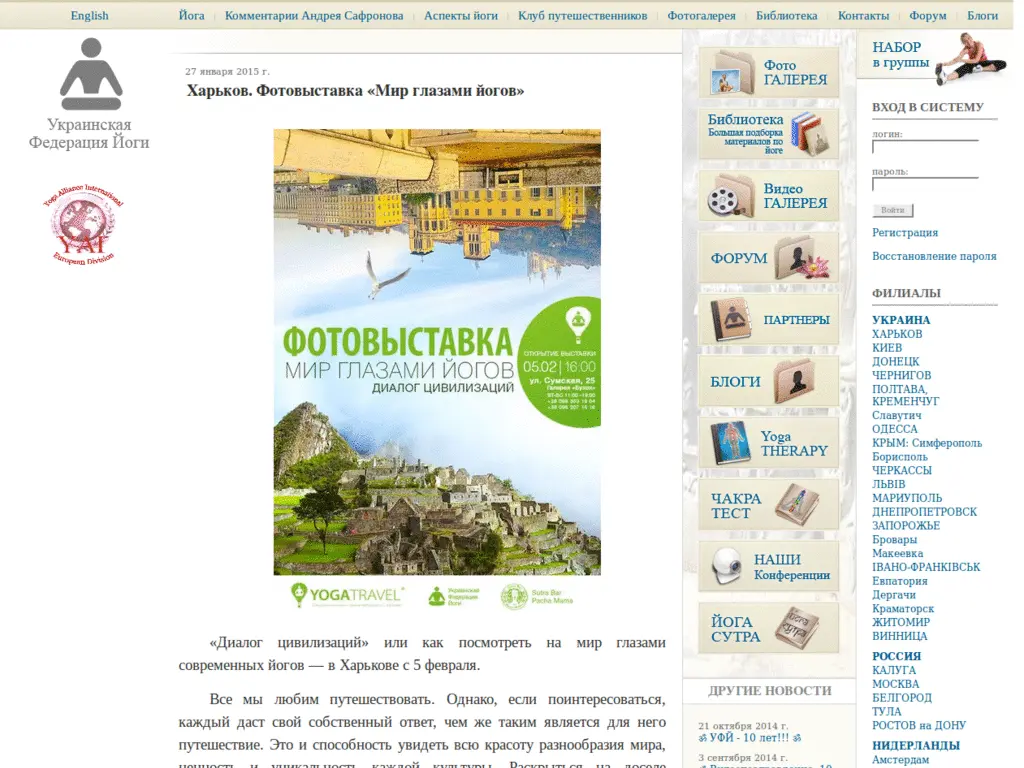 English
Йога
Комментарии Андрея Сафронова
Аспекты йоги
Клуб путешественников
Фотогалерея
Библиотека
Контакты
Форум
Блоги
Украинская
Федерация Йоги
Yoga Alliance International
YAI
European Division
27 января 2015 г.
Харьков. Фотовыставка «Мир глазами йогов»
ФОТОВЫСТАВКА
МИР ГЛАЗАМИ ЙОГОВ
ДИАЛОГ ЦИВИЛИЗАЦИЙ
ОТКРЫТИЕ ВЫСТАВКИ
05.02 | 16:00
ул. Сумская, 25
YOGATRAVEL
Украинская
Федерация
Йоги
Sutra Bar
Pacha Mama
«Диалог цивилизаций» или как посмотреть на мир глазами
современных йогов — в Харькове с 5 февраля.
Все мы любим путешествовать. Однако, если поинтересоваться,
каждый даст свой собственный ответ, чем же таким является для него
путешествие. Это и способность увидеть всю красоту разнообразия мира,
ценность и уникальность каждой культуры. Раскрыться на доселе
Фото
ГАЛЕРЕЯ
Библиотека
Большая подборка
материалов по
йоге
Видео
ГАЛЕРЕЯ
ФОРУМ
ПАРТНЕРЫ
БЛОГИ
Yoga
THERAPY
ЧАКРА
ТЕСТ
НАШИ
Конференции
ЙОГА
СУТРА
ДРУГИЕ НОВОСТИ
21 октября 2014 г.
ॐ УФЙ - 10 лет!!! ॐ
3 сентября 2014 г.
НАБОР
в группы
ВХОД В СИСТЕМУ
логин:
пароль:
Войти
Регистрация
Восстановление пароля
ФИЛИАЛЫ
УКРАИНА
ХАРЬКОВ
КИЕВ
ДОНЕЦК
ЧЕРНИГОВ
ПОЛТАВА,
КРЕМЕНЧУГ
Славутич
ОДЕССА
КРЫМ: Симферополь
Борисполь
ЧЕРКАССЫ
ЛЬВІВ
МАРИУПОЛЬ
ДНЕПРОПЕТРОВСК
ЗАПОРОЖЬЕ
Бровары
Макеевка
ІВАНО-ФРАНКІВСЬК
Евпатория
Дергачи
Краматорск
ЖИТОМИР
ВИННИЦА
РОССИЯ
КАЛУГА
МОСКВА
БЕЛГОРОД
ТУЛА
РОСТОВ на ДОНУ
НИДЕРЛАНДЫ
Амстердам